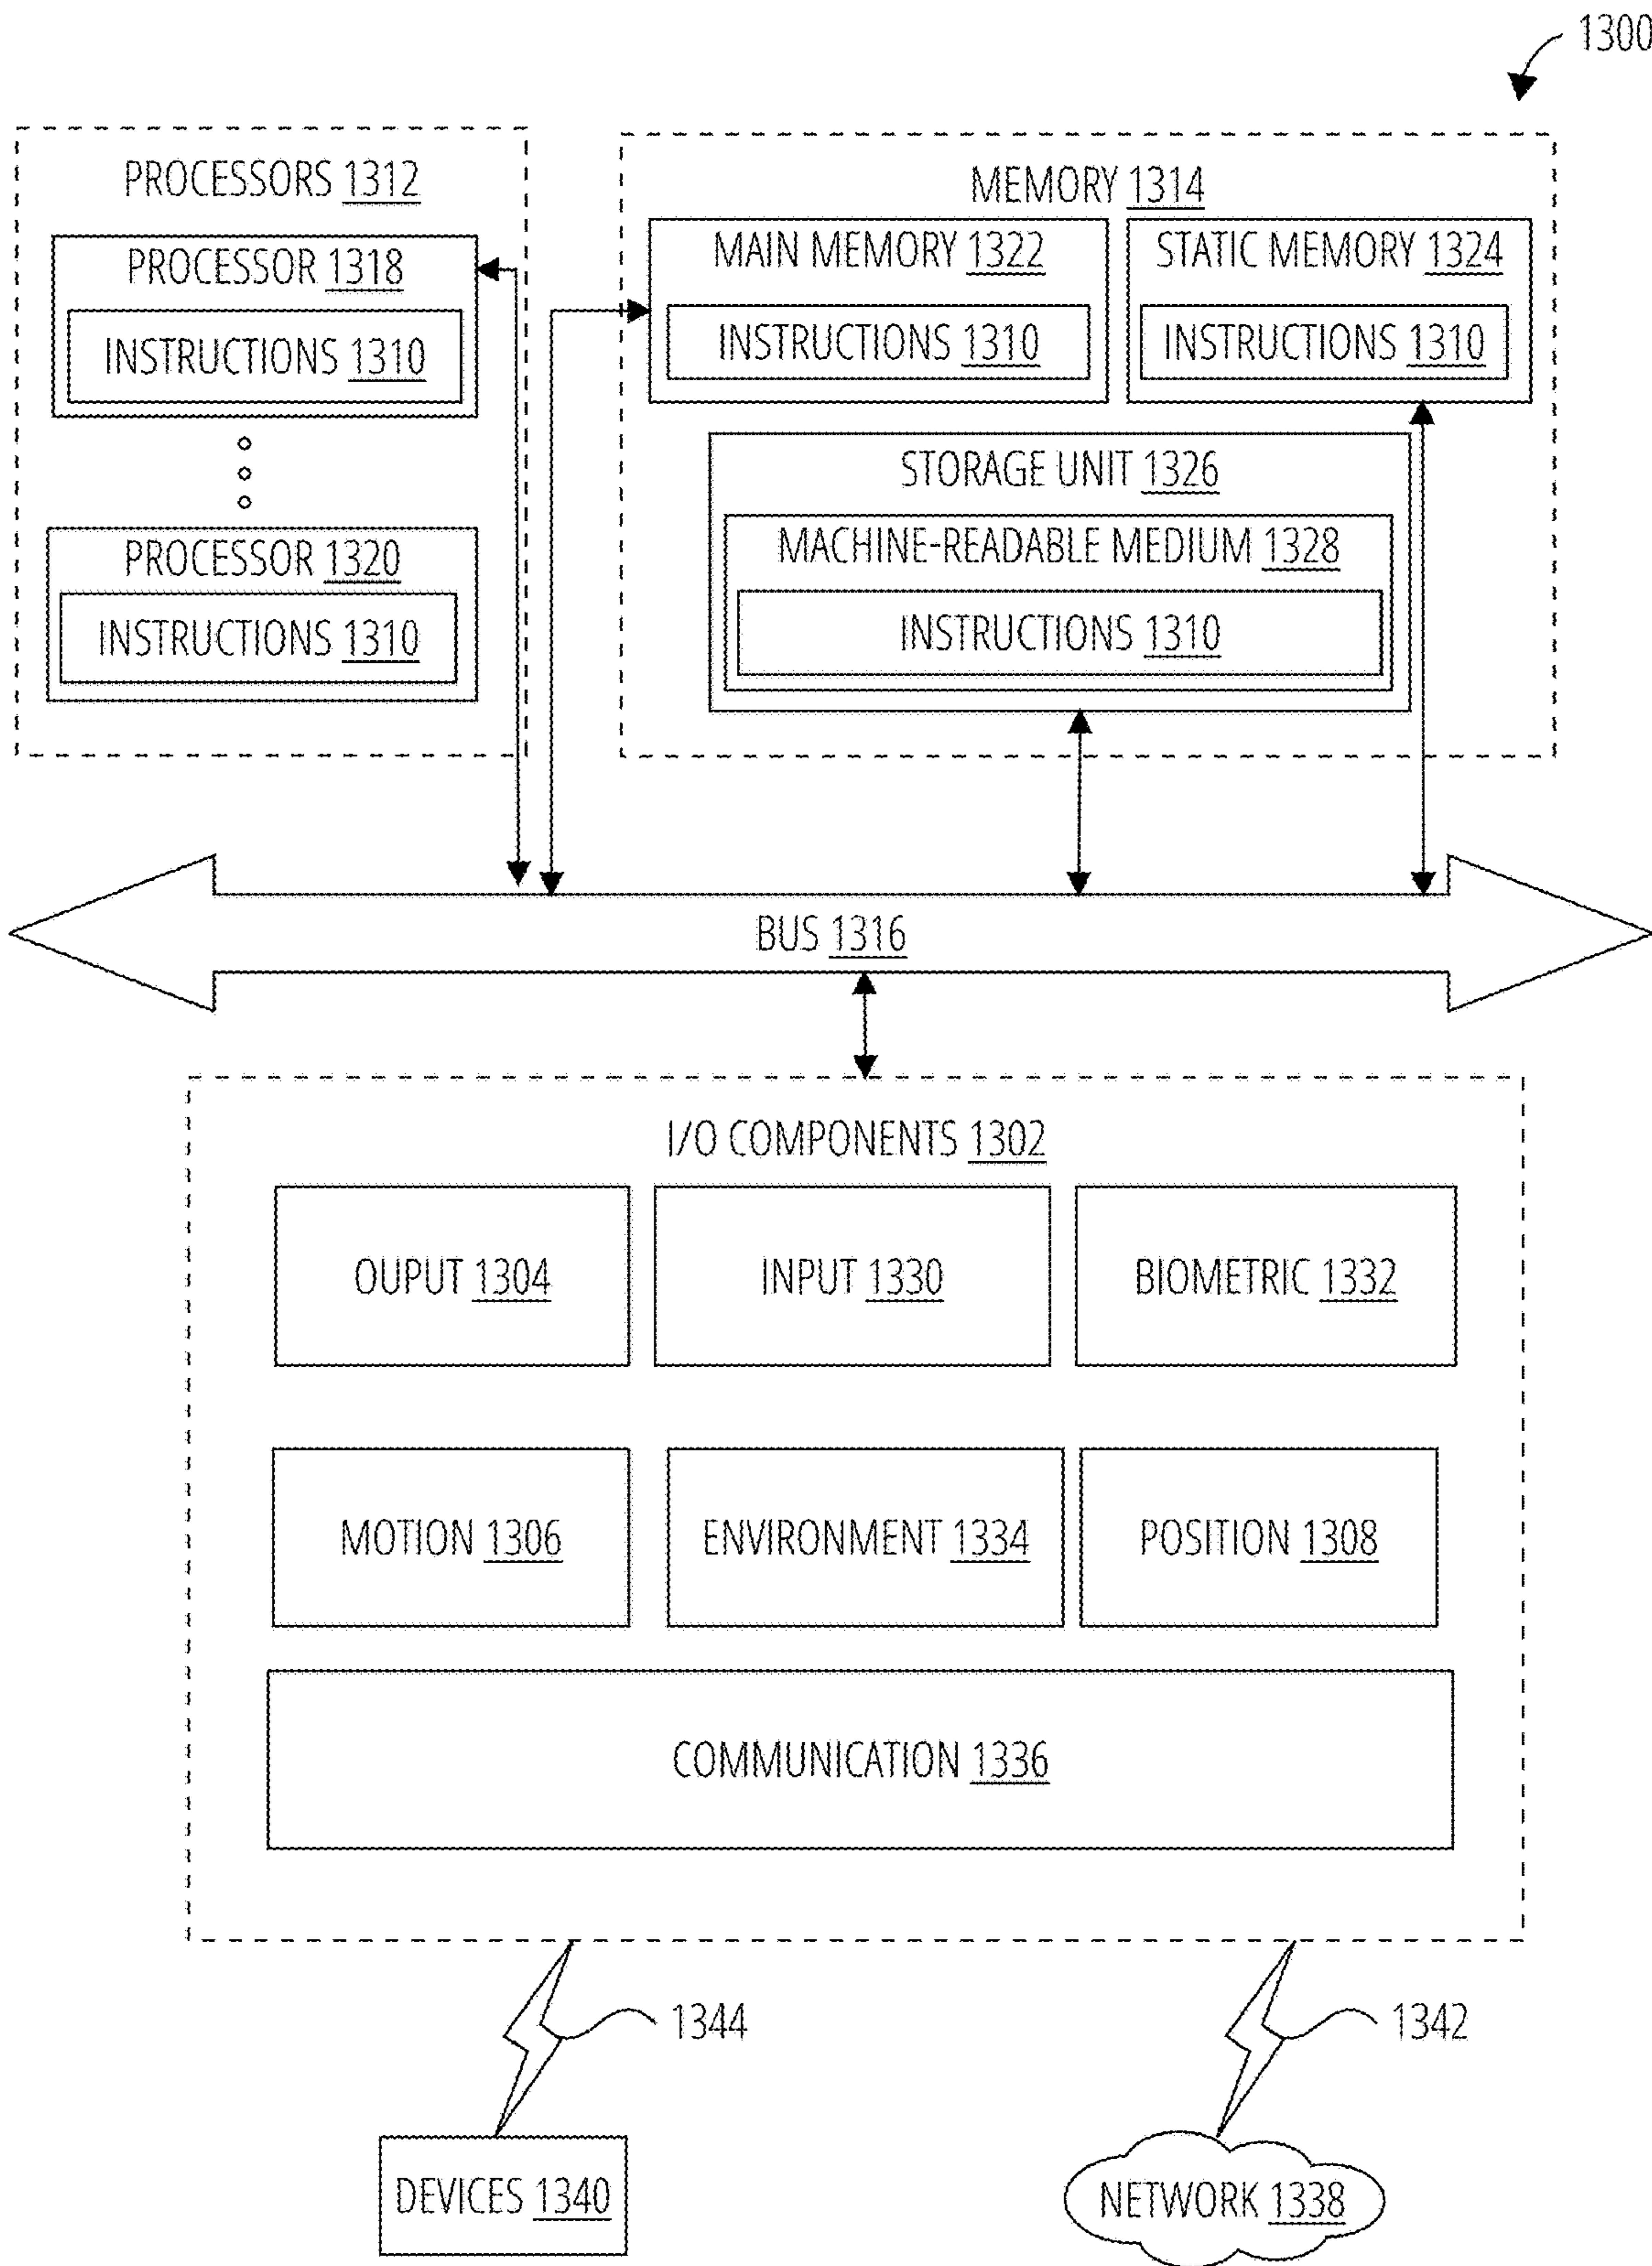 1300
PROCESSORS 1312
PROCESSOR 1318
INSTRUCTIONS 1310
PROCESSOR 1320
INSTRUCTIONS 1310
MEMORY 1314
MAIN MEMORY 1322
INSTRUCTIONS 1310
STATIC MEMORY 1324
INSTRUCTIONS 1310
STORAGE UNIT 1326
MACHINE-READABLE MEDIUM 1328
INSTRUCTIONS 1310
BUS 1316
I/O COMPONENTS 1302
OUPUT 1304
INPUT 1330
BIOMETRIC 1332
MOTION 1306
ENVIRONMENT 1334
POSITION 1308
COMMUNICATION 1336
1344
1342
DEVICES 1340
NETWORK 1338